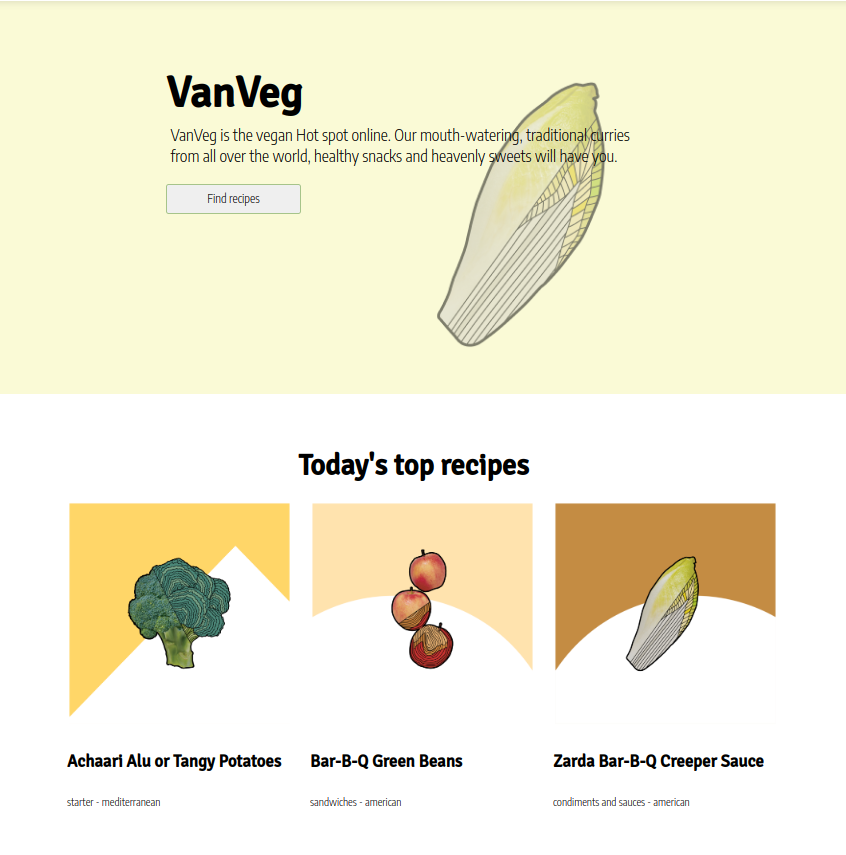 VanVeg
VanVeg is the vegan Hot spot online. Our mouth-watering, traditional curries
from all over the world, healthy snacks and heavenly sweets will have you.
Find recipes
Today's top recipes
Achaari Alu or Tangy Potatoes
Bar-B-Q Green Beans
Zarda Bar-B-Q Creeper Sauce
starter - mediterranean
sandwiches - american
condiments and sauces - american